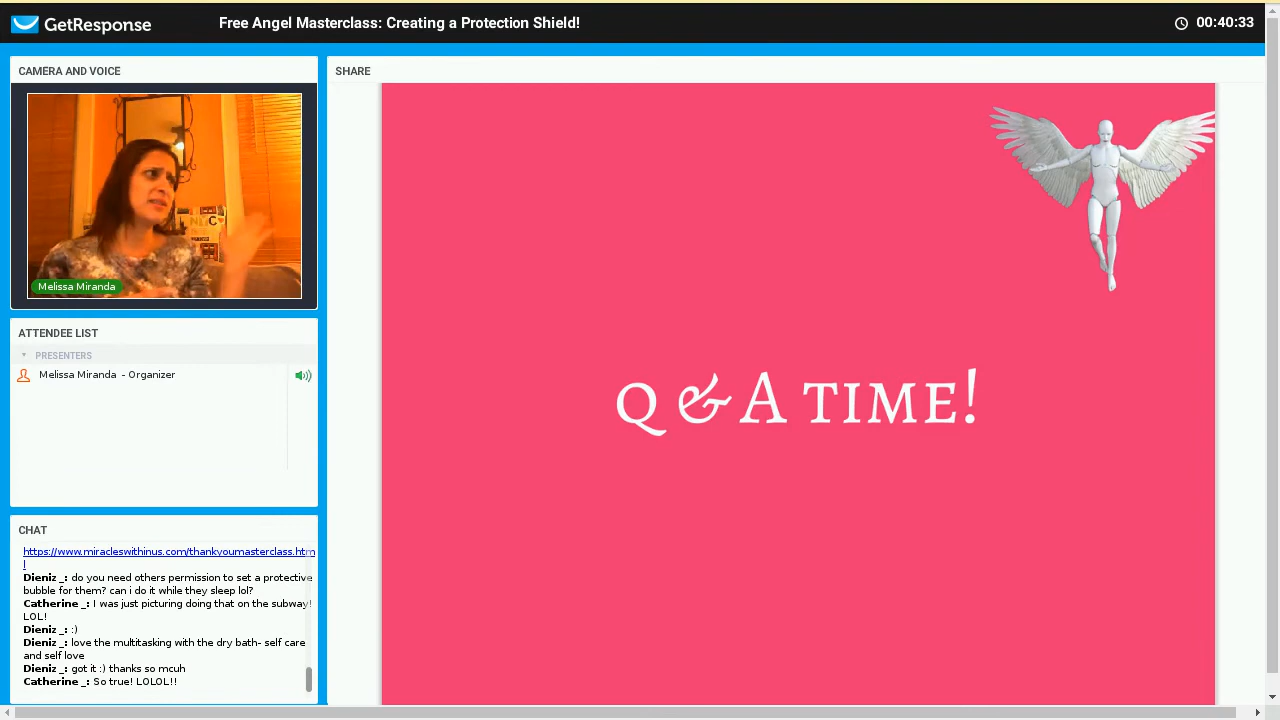 GetResponse
Free Angel Masterclass: Creating a Protection Shield!
00:40:33
CAMERA AND VOICE
NYC
Melissa Miranda
ATTENDEE LIST
PRESENTERS
Melissa Miranda - Organizer
CHAT
https://www.miracleswithinus.com/thankyoumasterclass.htm
l
Dieniz _: do you need others permission to set a protective
bubble for them? can i do it while they sleep lol?
Catherine _: I was just picturing doing that on the subway!
LOL!
Dieniz _: :)
Dieniz _: love the multitasking with the dry bath- self care
and self love
Dieniz _: got it :) thanks so mcuh
Catherine _: So true! LOLOL!!
SHARE
Q & A TIME!